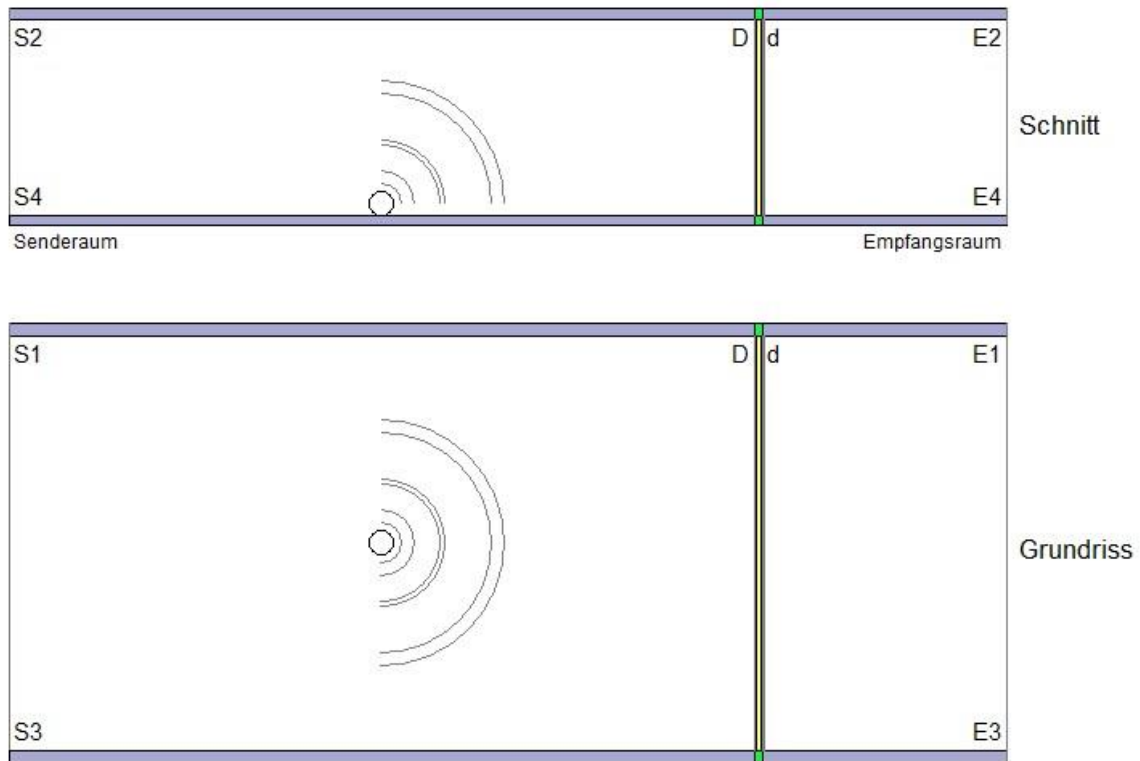 S2 D d E2
Schnitt
S4 E4
Senderaum Empfangsraum
S1 D d E1
Grundriss
S3 E3